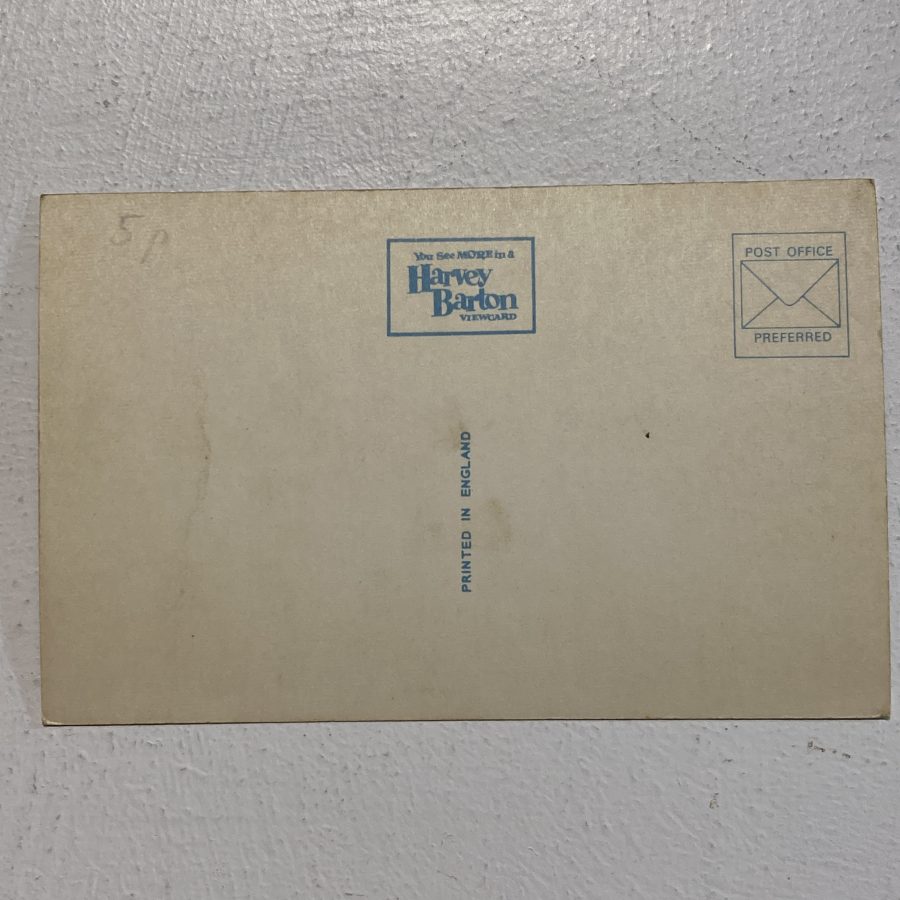 5p
You See MORE in a
Harvey
Barton
VIEWCARD
POST OFFICE
PREFERRED
PRINTED IN ENGLAND